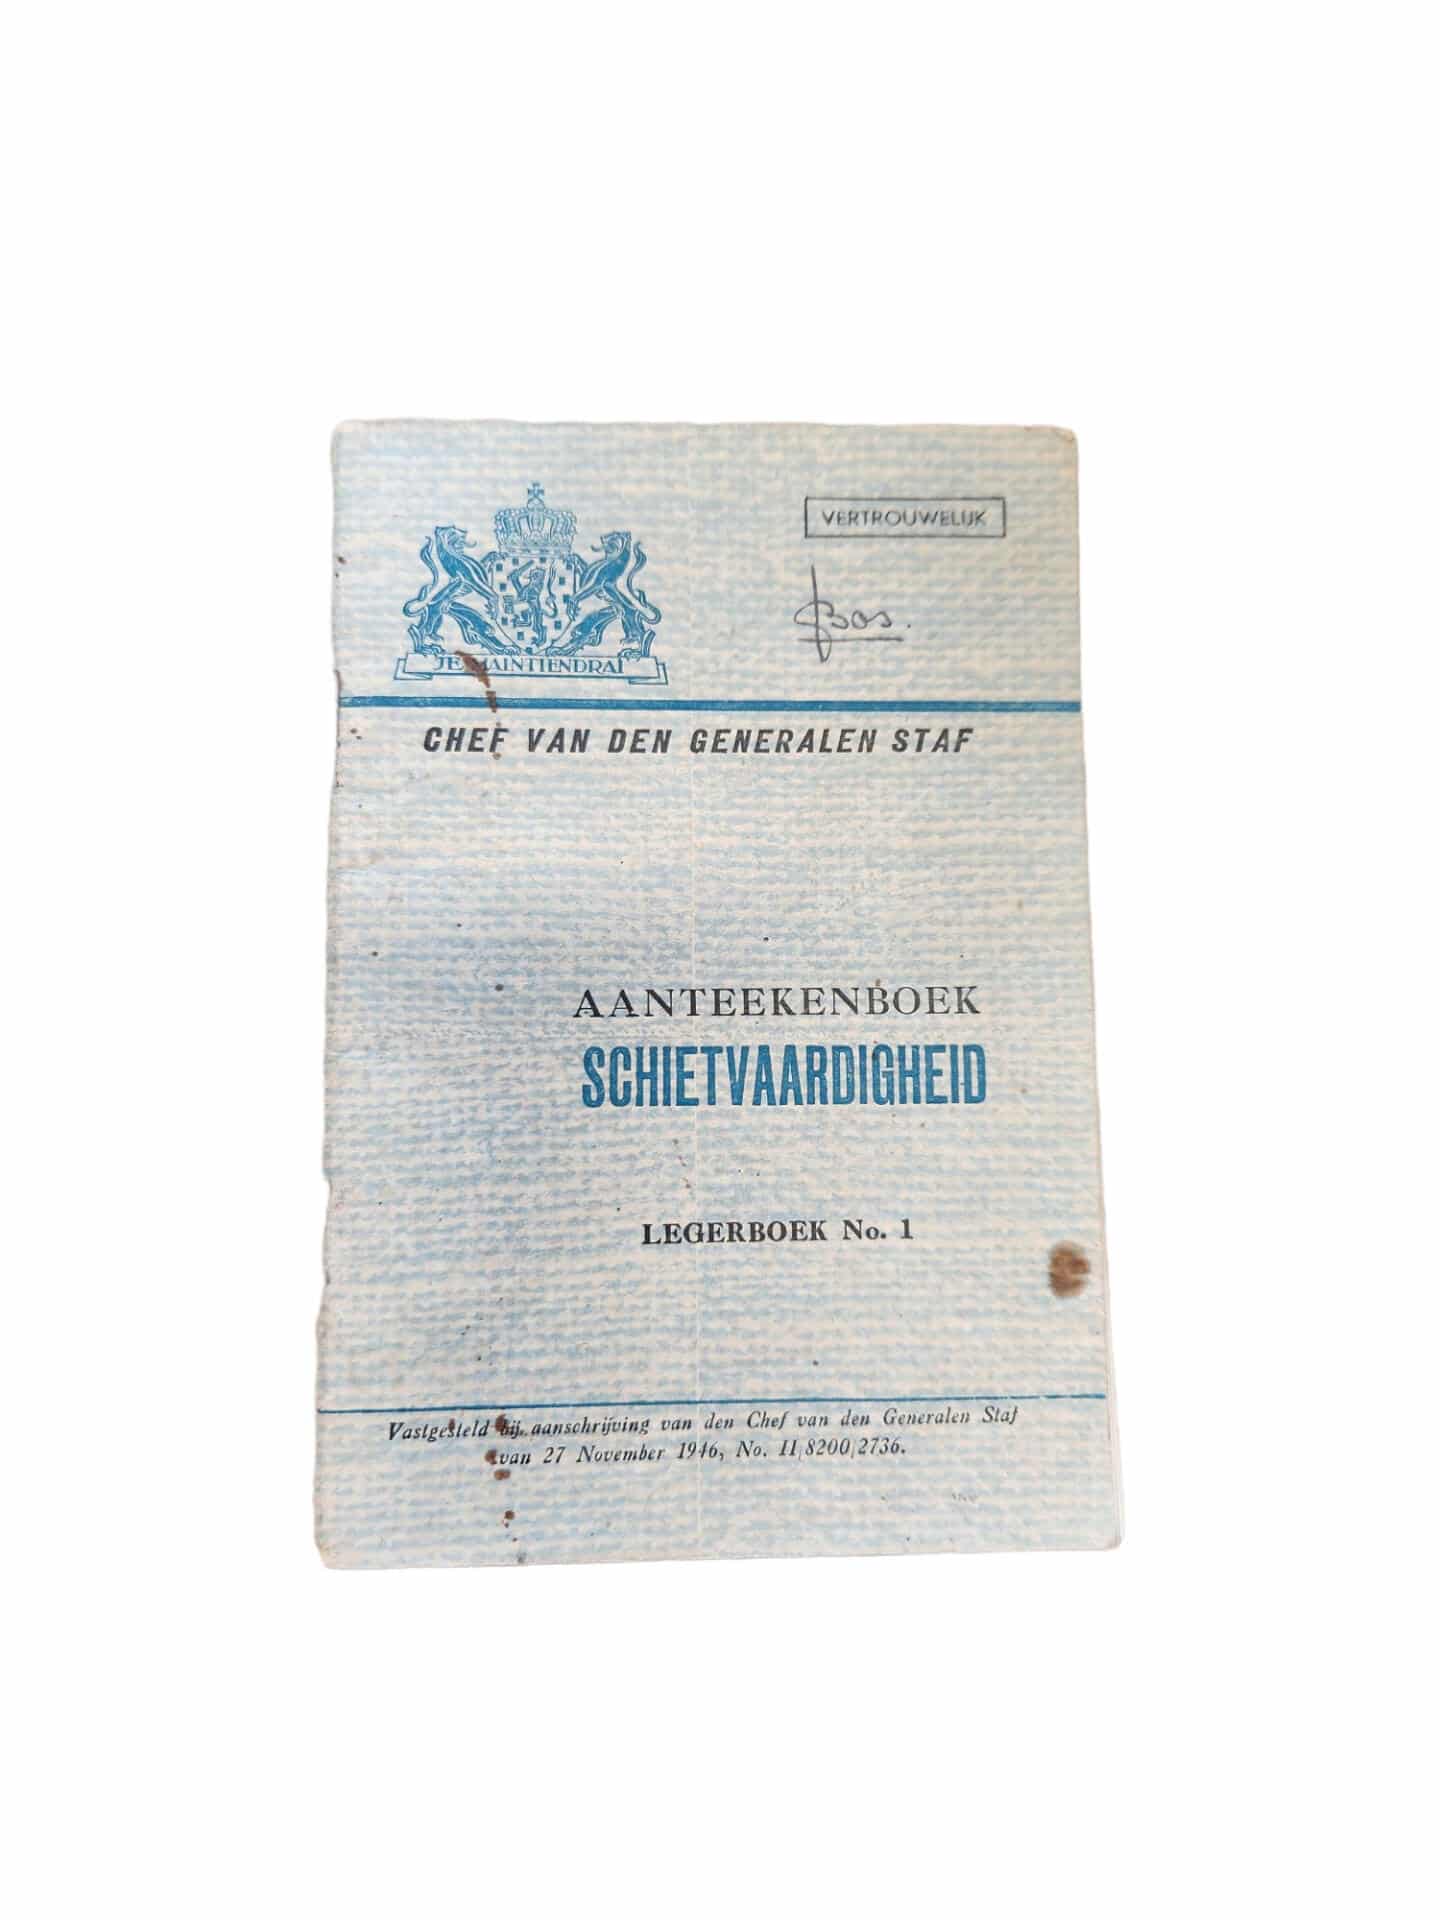 VERTROUWELIJK
Bos.
JE MAINTIENDRAI
CHEF VAN DEN GENERALEN STAF
AANTEEKENBOEK
SCHIETVAARDIGHEID
LEGERBOEK No. 1
Vastgesteld bij aanschrijving van den Chef van den Generalen Staf
van 27 November 1946, No. II/8200/2736.